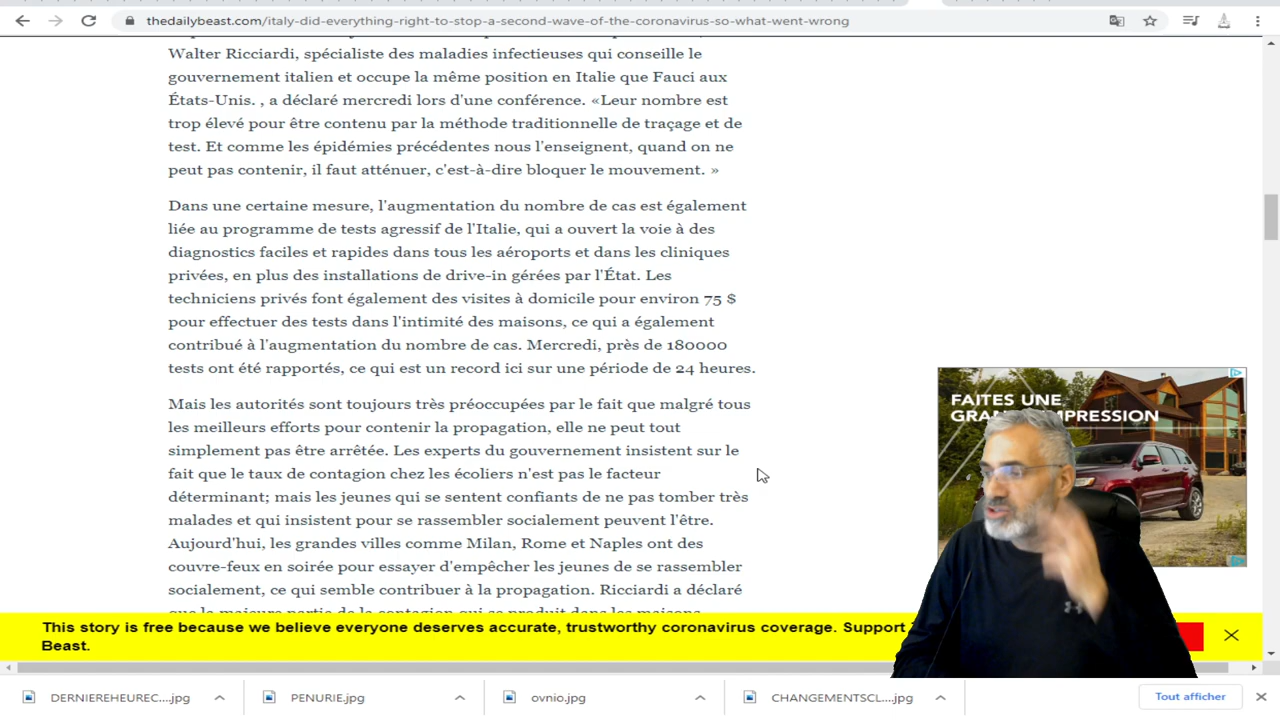 thedailybeast.com/italy-did-everything-right-to-stop-a-second-wave-of-the-coronavirus-so-what-went-wrong
Walter Ricciardi, spécialiste des maladies infectieuses qui conseille le
gouvernement italien et occupe la même position en Italie que Fauci aux
États-Unis. , a déclaré mercredi lors d'une conférence. «Leur nombre est
trop élevé pour être contenu par la méthode traditionnelle de traçage et de
test. Et comme les épidémies précédentes nous l'enseignent, quand on ne
peut pas contenir, il faut atténuer, c'est-à-dire bloquer le mouvement. »
Dans une certaine mesure, l'augmentation du nombre de cas est également
liée au programme de tests agressif de l'Italie, qui a ouvert la voie à des
diagnostics faciles et rapides dans tous les aéroports et dans les cliniques
privées, en plus des installations de drive-in gérées par l'État. Les
techniciens privés font également des visites à domicile pour environ 75 $
pour effectuer des tests dans l'intimité des maisons, ce qui a également
contribué à l'augmentation du nombre de cas. Mercredi, près de 180000
tests ont été rapportés, ce qui est un record ici sur une période de 24 heures.
Mais les autorités sont toujours très préoccupées par le fait que malgré tous
les meilleurs efforts pour contenir la propagation, elle ne peut tout
simplement pas être arrêtée. Les experts du gouvernement insistent sur le
fait que le taux de contagion chez les écoliers n'est pas le facteur
déterminant; mais les jeunes qui se sentent confiants de ne pas tomber très
malades et qui insistent pour se rassembler socialement peuvent l'être.
Aujourd'hui, les grandes villes comme Milan, Rome et Naples ont des
couvre-feux en soirée pour essayer d'empêcher les jeunes de se rassembler
socialement, ce qui semble contribuer à la propagation. Ricciardi a déclaré
que la majeure partie de la contagion qui se produit dans les maisons
FAITES UNE
This story is free because we believe everyone deserves accurate, trustworthy coronavirus coverage. Support
Beast.
DERNIEREHEUREC....jpg
PENURIE.jpg
ovnio.jpg
CHANGEMENTSCL....jpg
Tout afficher